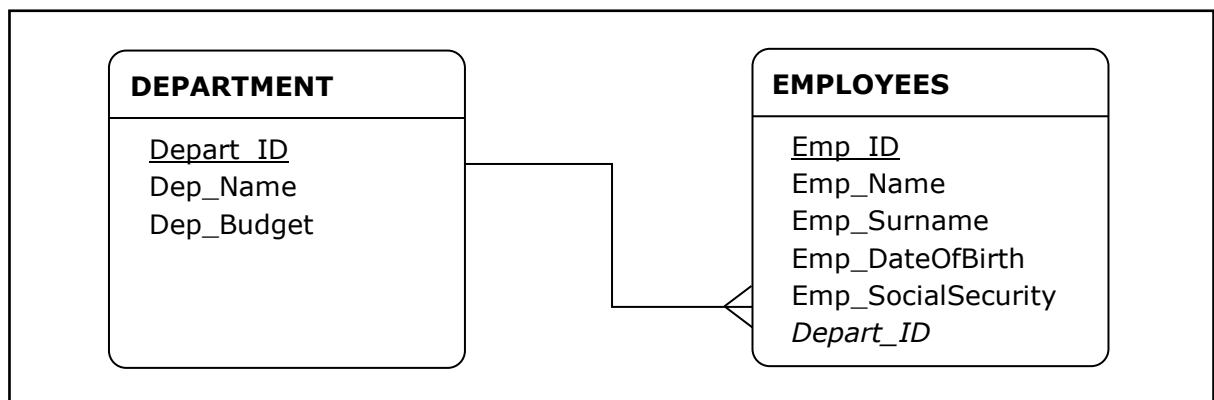 DEPARTMENT
Depart_ID
Dep_Name
Dep_Budget
EMPLOYEES
Emp_ID
Emp_Name
Emp_Surname
Emp_DateOfBirth
Emp_SocialSecurity
Depart_ID